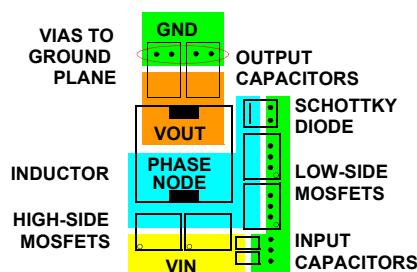 GND
VIAS TO
GROUND
PLANE
OUTPUT
CAPACITORS
SCHOTTKY
DIODE
VOUT
INDUCTOR
PHASE
NODE
LOW-SIDE
MOSFETS
HIGH-SIDE
MOSFETS
INPUT
CAPACITORS
VIN